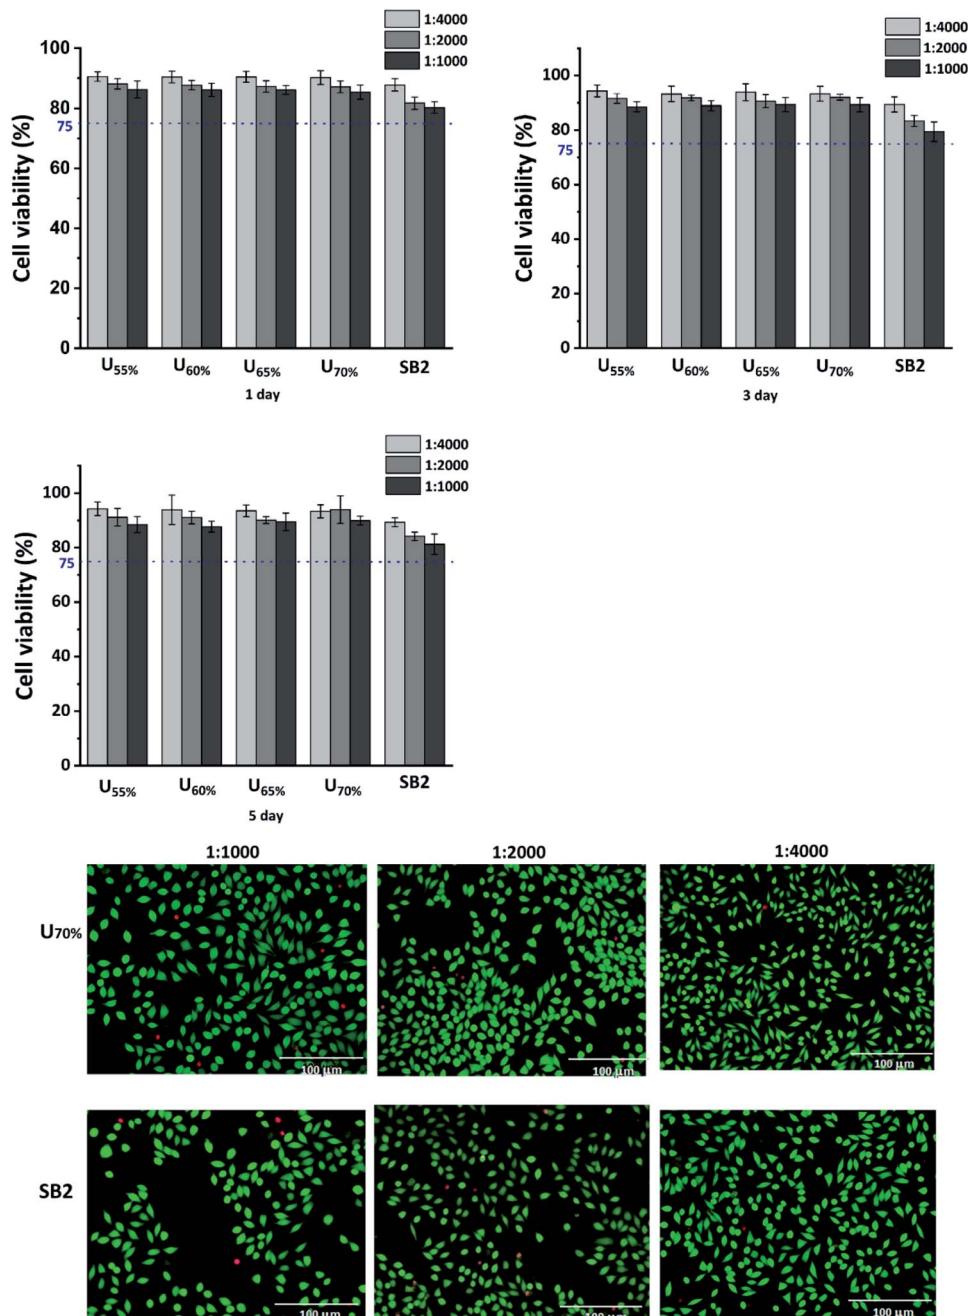 1:4000
1:2000
1:1000
100
80
75
60
40
20
0
Cell viability (%)
U55% U60% U65% U70% SB2
1 day
1:4000
1:2000
1:1000
100
80
75
60
40
20
0
Cell viability (%)
U55% U60% U65% U70% SB2
3 day
1:4000
1:2000
1:1000
100
80
75
60
40
20
0
Cell viability (%)
U55% U60% U65% U70% SB2
5 day
1:1000 1:2000 1:4000
U70%
100 µm 100 µm 100 µm
SB2
100 µm 100 µm 100 µm